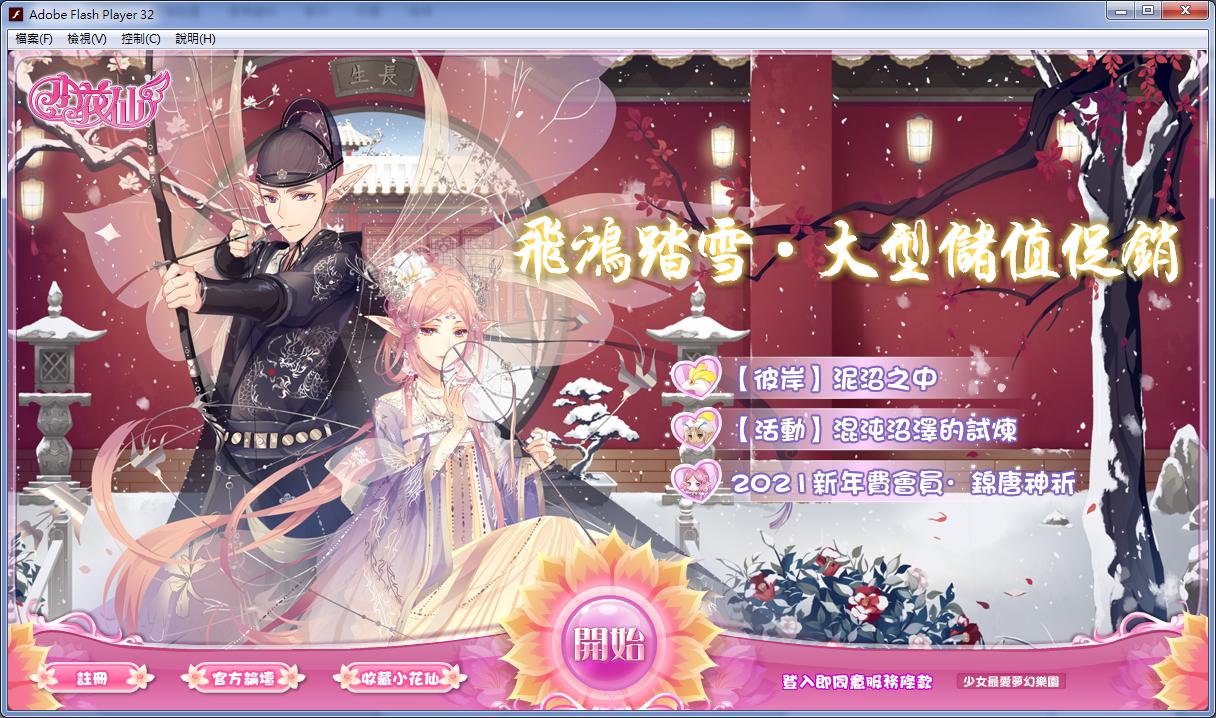 Adobe Flash Player 32
檔案(F) 檢視(V) 控制(C) 說明(H)
小花仙
長生
飛鴻踏雪·大型儲值促銷
【彼岸】泥沼之中
【活動】混沌沼澤的試煉
2021新年費會員·錦唐神祈
開始
註冊
官方論壇
收藏小花仙
登入即同意服務條款
少女最愛夢幻樂園